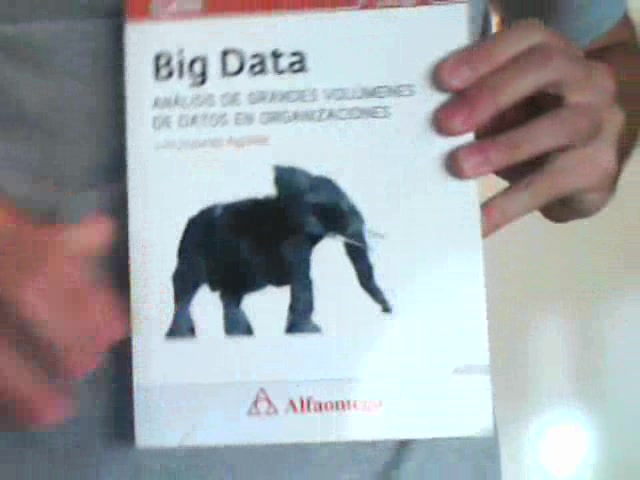 Big Data
ANÁLISIS DE GRANDES VOLÚMENES
DE DATOS EN ORGANIZACIONES
Alfaomega